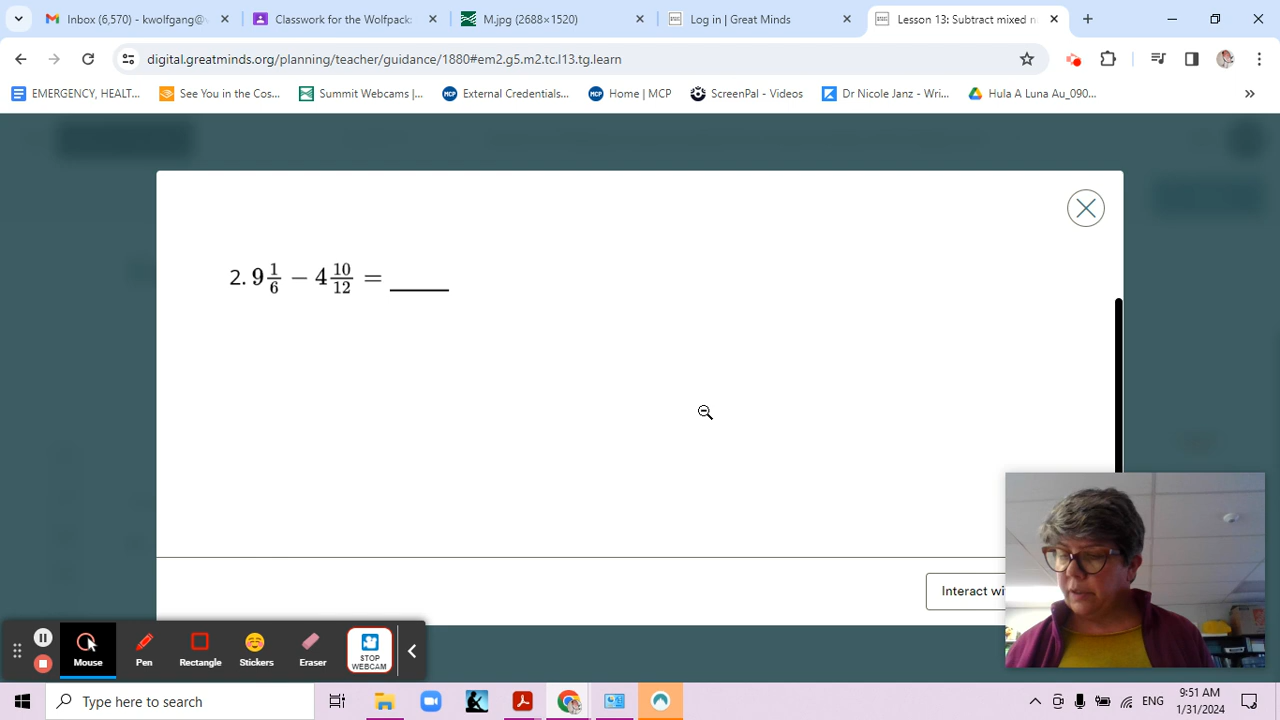 Inbox (6,570) - kwolfgang@
Classwork for the Wolfpack
M.jpg (2688×1520)
Log in | Great Minds
Lesson 13: Subtract mixed n
digital.greatminds.org/planning/teacher/guidance/1880#em2.g5.m2.tc.l13.tg.learn
EMERGENCY, HEALT...
See You in the Cos...
Summit Webcams |...
External Credentials...
Home | MCP
ScreenPal - Videos
Dr Nicole Janz - Wri...
Hula A Luna Au_090...
2. 9 1/6 − 4 10/12 = ____
Interact wi
Mouse
Pen
Rectangle
Stickers
Eraser
STOP WEBCAM
Type here to search
ENG
9:51 AM
1/31/2024